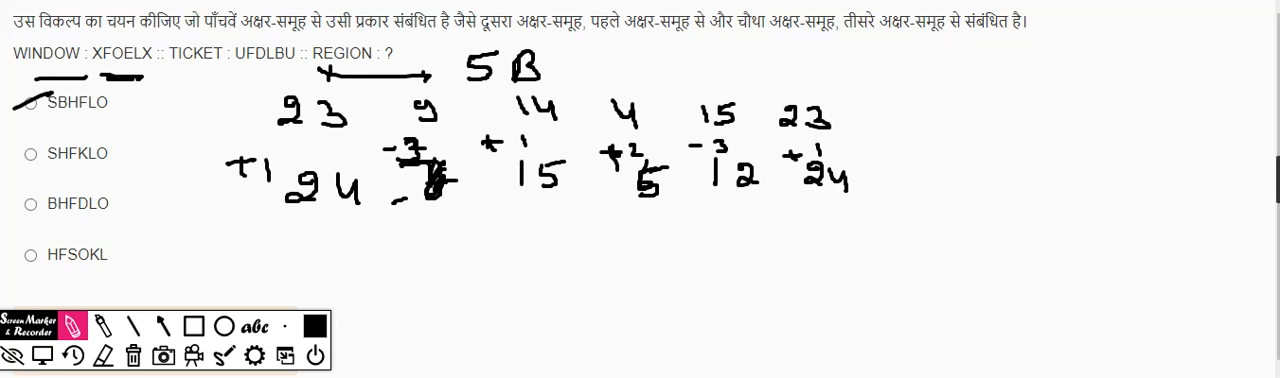 उस विकल्प का चयन कीजिए जो पाँचवें अक्षर-समूह से उसी प्रकार संबंधित है जैसे दूसरा अक्षर-समूह, पहले अक्षर-समूह से और चौथा अक्षर-समूह, तीसरे अक्षर-समूह से संबंधित है।
WINDOW : XFOELX :: TICKET : UFDLBU :: REGION : ?
5 B
SBHFLO
23 9 14 4 15 23
SHFKLO
-3 +1 +2 -3 +1
+1 24 15 5 12 24
BHFDLO
HFSOKL
Screen Marker & Recorder
abc